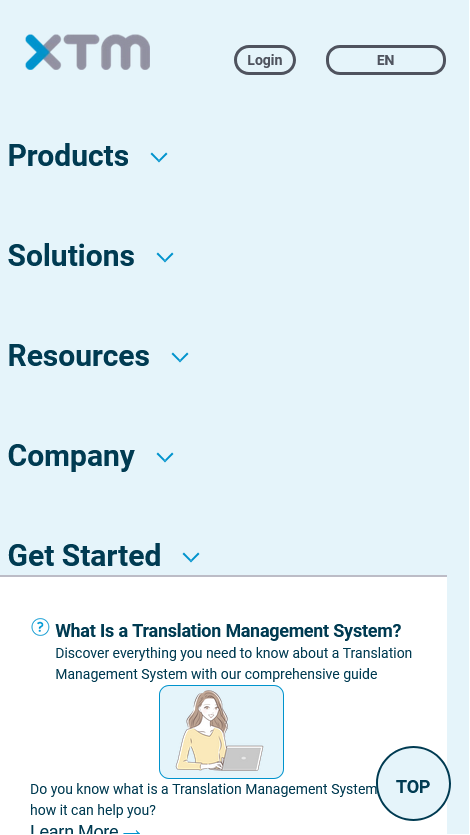 XTM
Login
EN
Products
Solutions
Resources
Company
Get Started
? What Is a Translation Management System?
Discover everything you need to know about a Translation
Management System with our comprehensive guide
Do you know what is a Translation Management System
how it can help you?
Learn More →
TOP